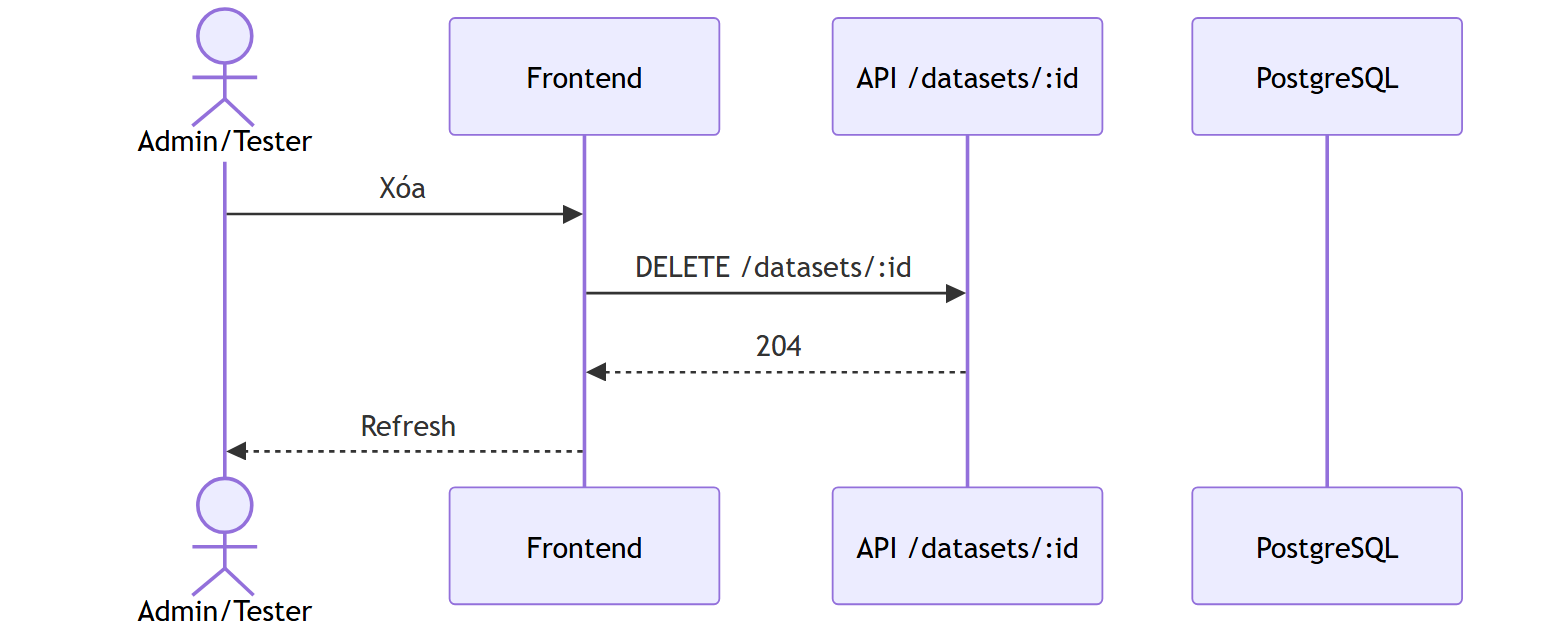 Admin/Tester
Frontend
API /datasets/:id
PostgreSQL
Xóa
DELETE /datasets/:id
204
Refresh
Admin/Tester
Frontend
API /datasets/:id
PostgreSQL